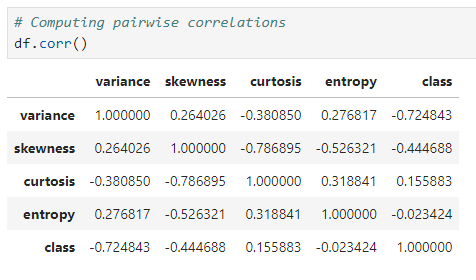 # Computing pairwise correlations
df.corr()
variance skewness curtosis entropy class
variance 1.000000 0.264026 -0.380850 0.276817 -0.724843
skewness 0.264026 1.000000 -0.786895 -0.526321 -0.444688
curtosis -0.380850 -0.786895 1.000000 0.318841 0.155883
entropy 0.276817 -0.526321 0.318841 1.000000 -0.023424
class -0.724843 -0.444688 0.155883 -0.023424 1.000000